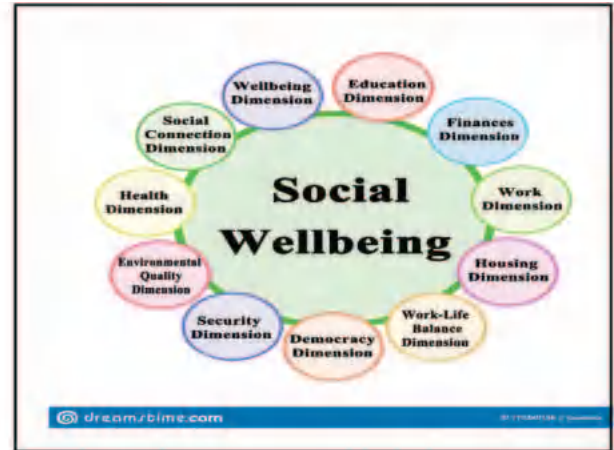 Wellbeing
Dimension
Education
Dimension
Finances
Dimension
Work
Dimension
Housing
Dimension
Work-Life
Balance
Dimension
Democracy
Dimension
Security
Dimension
Environmental
Quality
Dimension
Health
Dimension
Social
Connection
Dimension
Social
Wellbeing
dreamstime.com